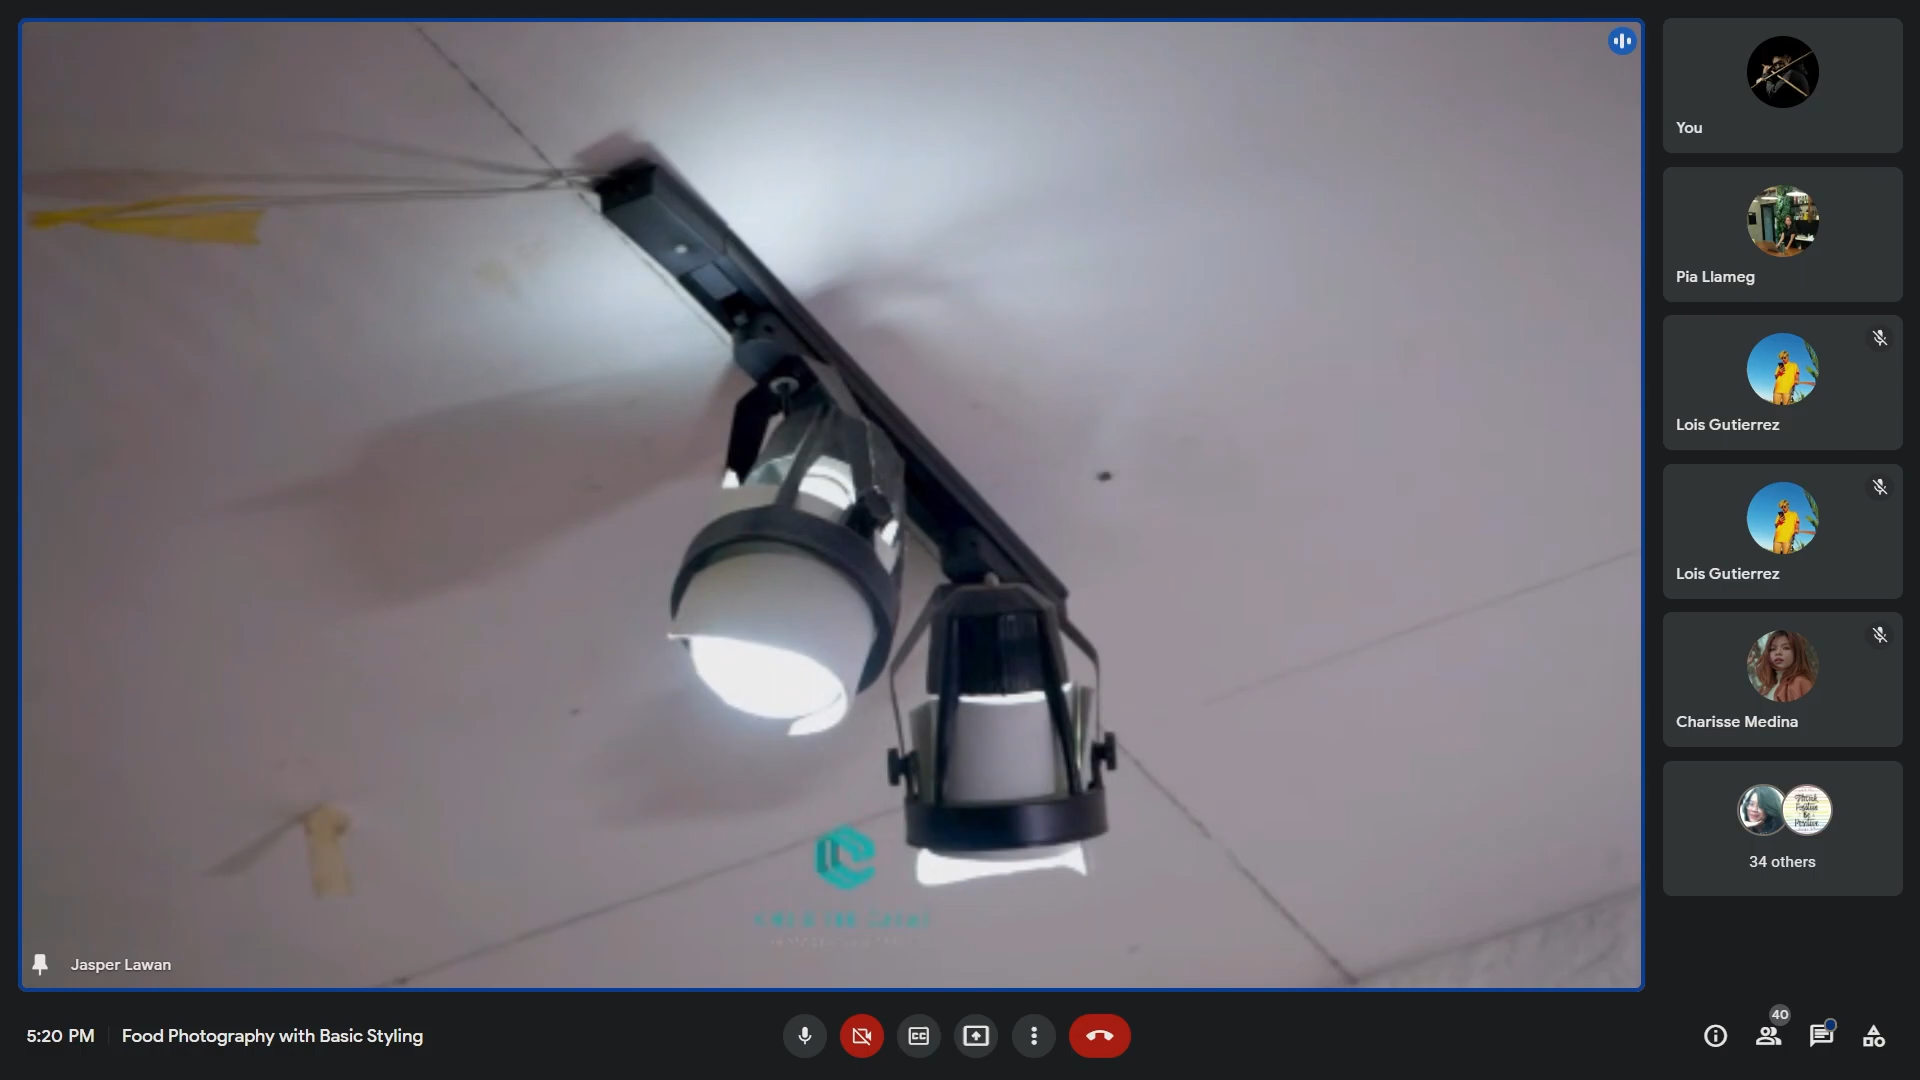 You
Pia Llameg
Lois Gutierrez
Lois Gutierrez
Charisse Medina
34 others
Jasper Lawan
5:20 PM
Food Photography with Basic Styling
CC
40